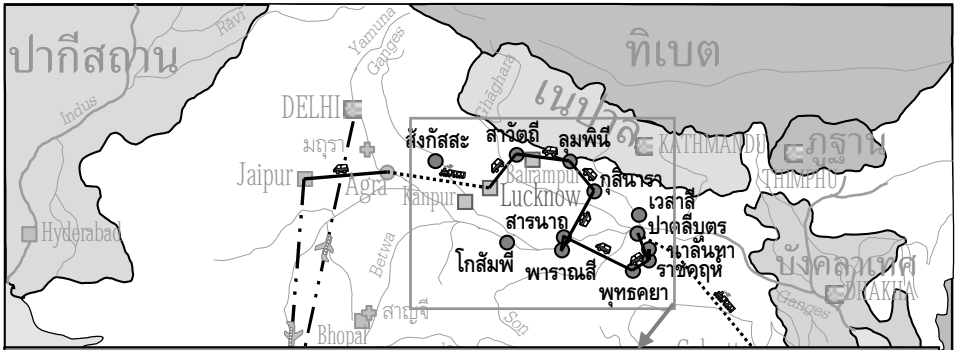 Rāvi
Yamuna
ปากีสถาน
ทิเบต
Ganges
Ghāghara
Indus
เนปาล
DELHI
สังกัสสะ
สาวัตถี
ลุมพินี
มถุรา
KATHMANDU
ภูฐาน
Jaipur
Agra
Balrampur
THIMPHU
Kanpur
Lucknow
กุสินารา
เวสาลี
สารนาถ
ปาตลีบุตร
Hyderabad
นาลันทา
บังคลาเทศ
Betwa
โกสัมพี
พาราณสี
ราชคฤห์
พุทธคยา
DHAKA
Ganges
สาญจี
Son
Bhopal